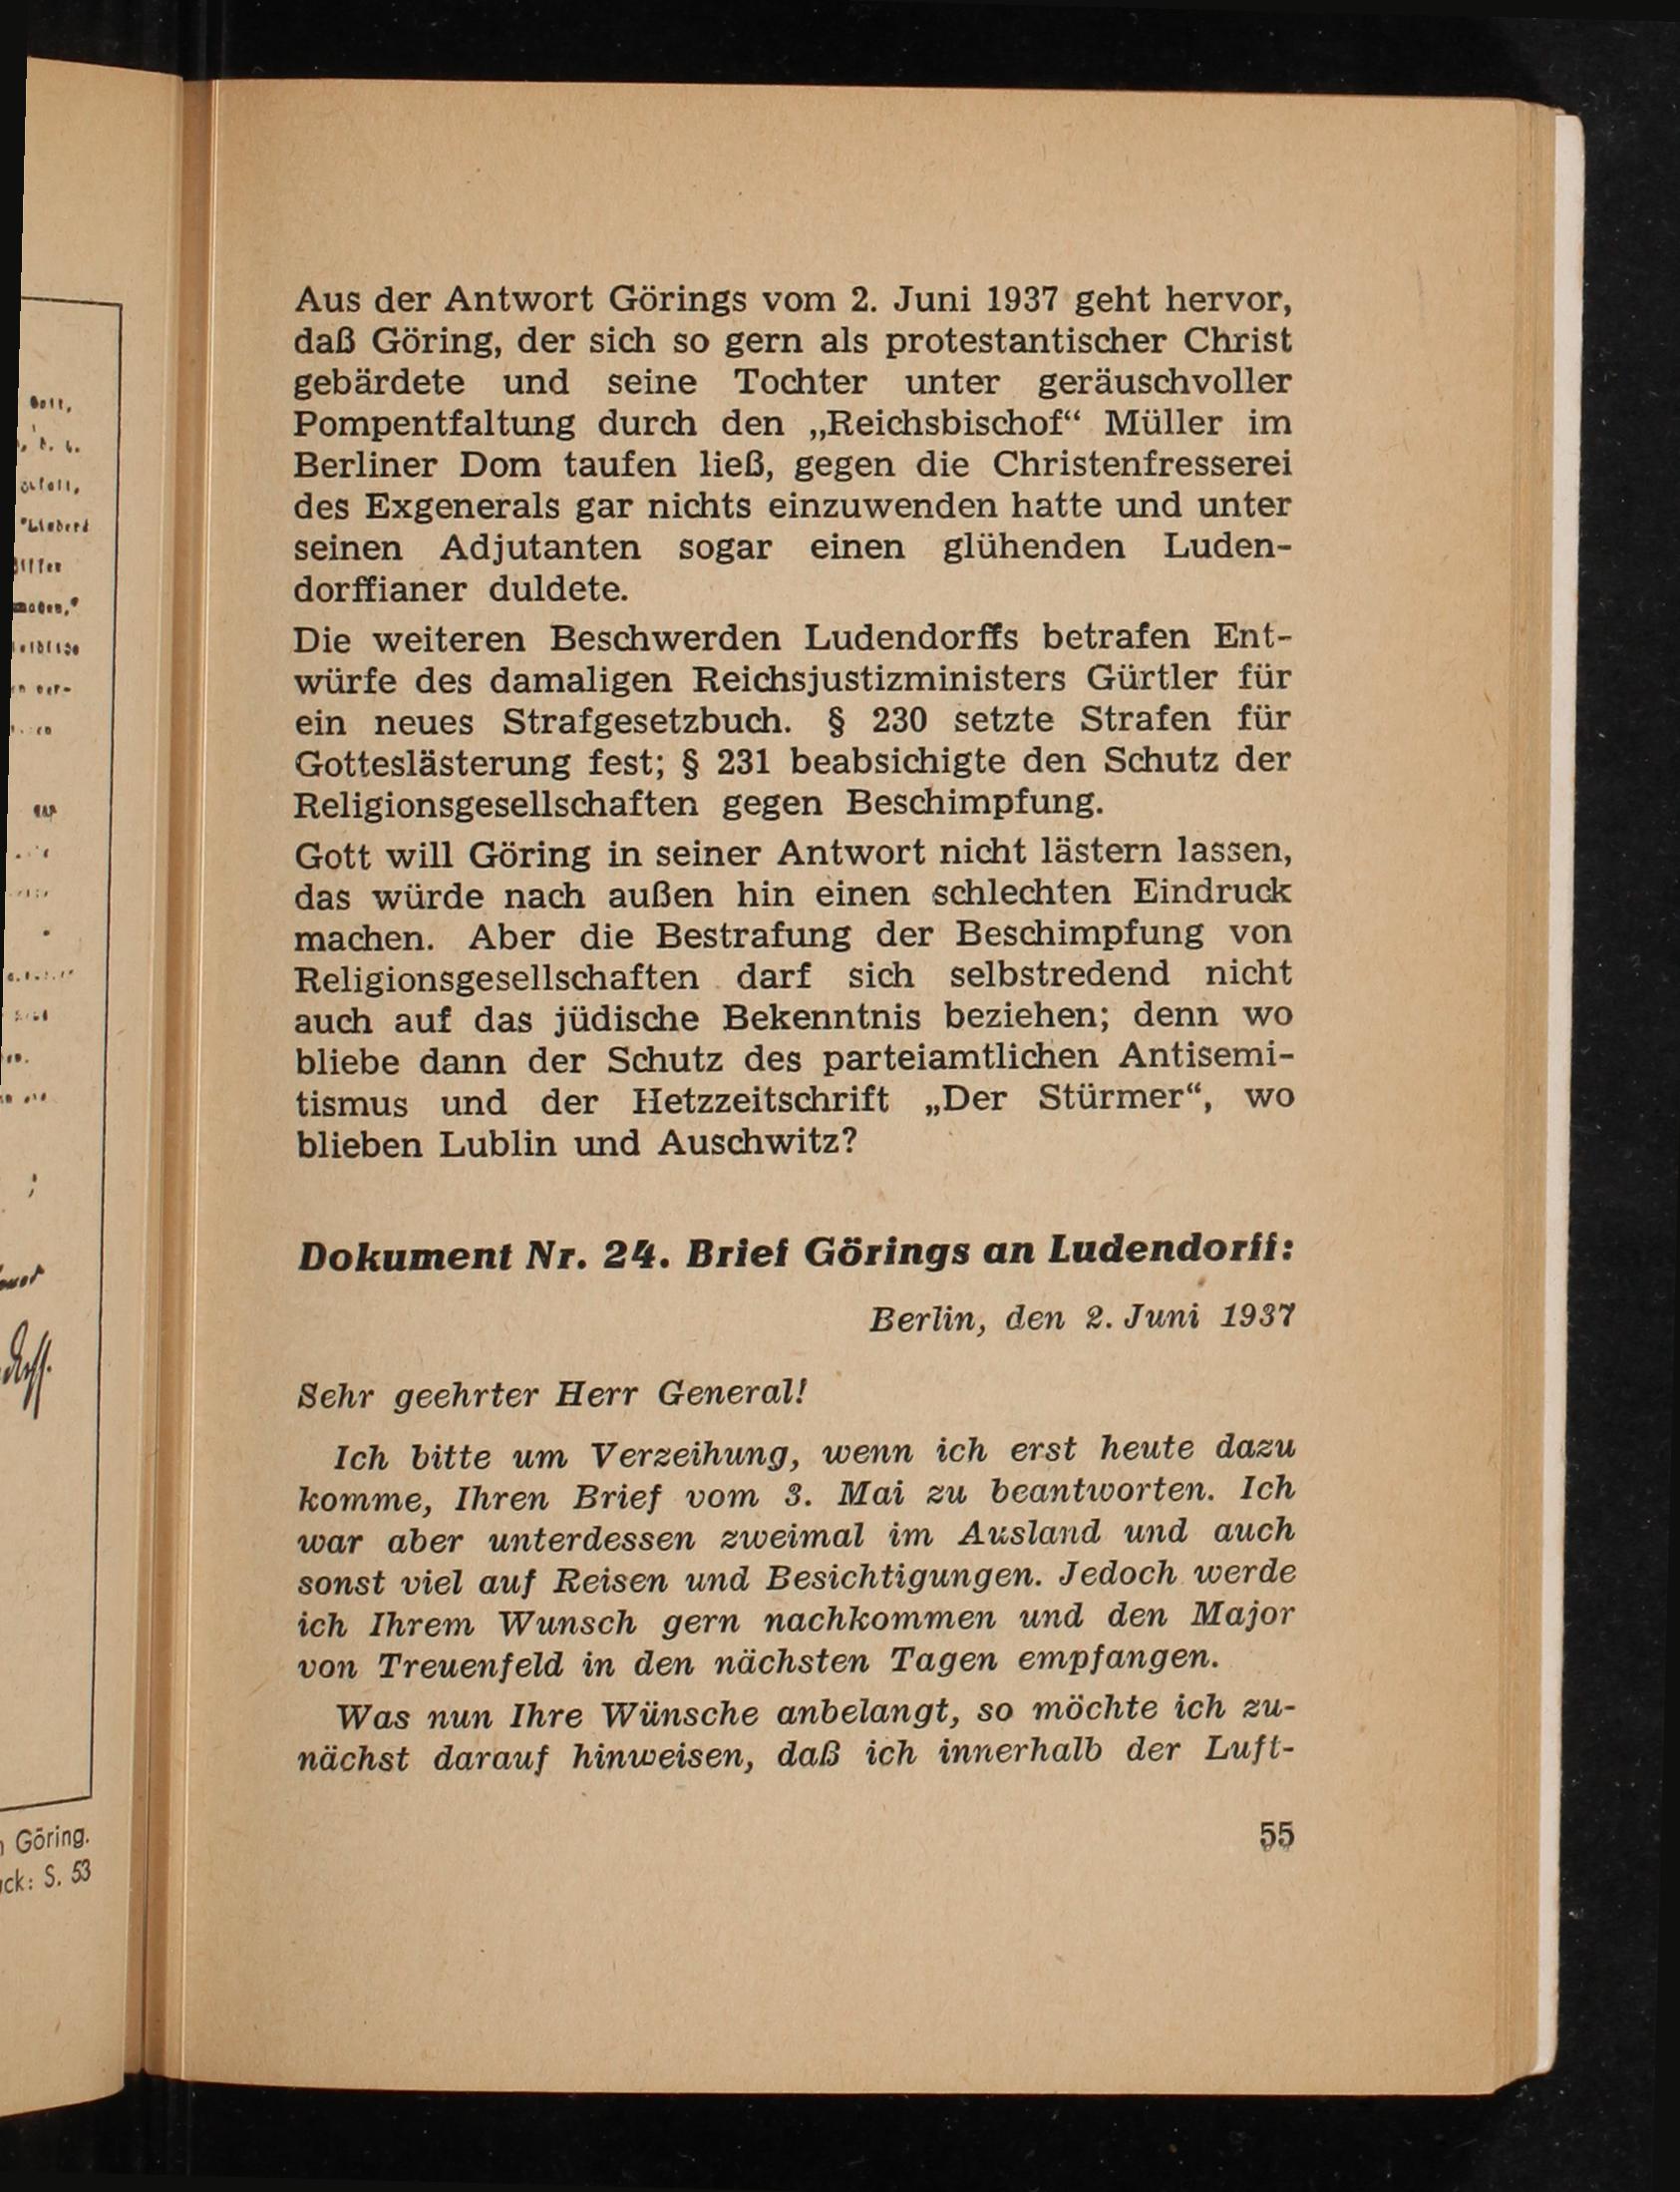 Aus der Antwort Görings vom 2. Juni 1937 geht hervor,
daß Göring, der sich so gern als protestantischer Christ
gebärdete und seine Tochter unter geräuschvoller
Pompentfaltung durch den „Reichsbischof“ Müller im
Berliner Dom taufen ließ, gegen die Christenfresserei
des Exgenerals gar nichts einzuwenden hatte und unter
seinen Adjutanten sogar einen glühenden Luden-
dorffianer duldete.
Die weiteren Beschwerden Ludendorffs betrafen Ent-
würfe des damaligen Reichsjustizministers Gürtler für
ein neues Strafgesetzbuch. § 230 setzte Strafen für
Gotteslästerung fest; § 231 beabsichigte den Schutz der
Religionsgesellschaften gegen Beschimpfung.
Gott will Göring in seiner Antwort nicht lästern lassen,
das würde nach außen hin einen schlechten Eindruck
machen. Aber die Bestrafung der Beschimpfung von
Religionsgesellschaften darf sich selbstredend nicht
auch auf das jüdische Bekenntnis beziehen; denn wo
bliebe dann der Schutz des parteiamtlichen Antisemi-
tismus und der Hetzzeitschrift „Der Stürmer“, wo
blieben Lublin und Auschwitz?
Dokument Nr. 24. Brief Görings an Ludendorff:
Berlin, den 2. Juni 1937
Sehr geehrter Herr General!
Ich bitte um Verzeihung, wenn ich erst heute dazu
komme, Ihren Brief vom 3. Mai zu beantworten. Ich
war aber unterdessen zweimal im Ausland und auch
sonst viel auf Reisen und Besichtigungen. Jedoch werde
ich Ihrem Wunsch gern nachkommen und den Major
von Treuenfeld in den nächsten Tagen empfangen.
Was nun Ihre Wünsche anbelangt, so möchte ich zu-
nächst darauf hinweisen, daß ich innerhalb der Luft-
55
Göring.
S. 53